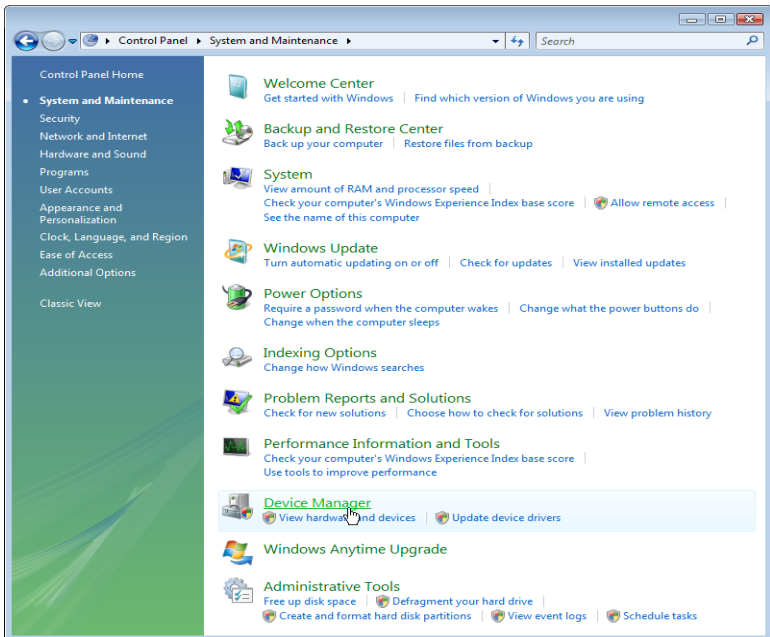 Control Panel ▸ System and Maintenance ▸
Search
Control Panel Home
System and Maintenance
Security
Network and Internet
Hardware and Sound
Programs
User Accounts
Appearance and
Personalization
Clock, Language, and Region
Ease of Access
Additional Options
Classic View
Welcome Center
Get started with Windows | Find which version of Windows you are using
Backup and Restore Center
Back up your computer | Restore files from backup
System
View amount of RAM and processor speed |
Check your computer's Windows Experience Index base score | Allow remote access |
See the name of this computer
Windows Update
Turn automatic updating on or off | Check for updates | View installed updates
Power Options
Require a password when the computer wakes | Change what the power buttons do |
Change when the computer sleeps
Indexing Options
Change how Windows searches
Problem Reports and Solutions
Check for new solutions | Choose how to check for solutions | View problem history
Performance Information and Tools
Check your computer's Windows Experience Index base score |
Use tools to improve performance
Device Manager
View hardware and devices | Update device drivers
Windows Anytime Upgrade
Administrative Tools
Free up disk space | Defragment your hard drive |
Create and format hard disk partitions | View event logs | Schedule tasks